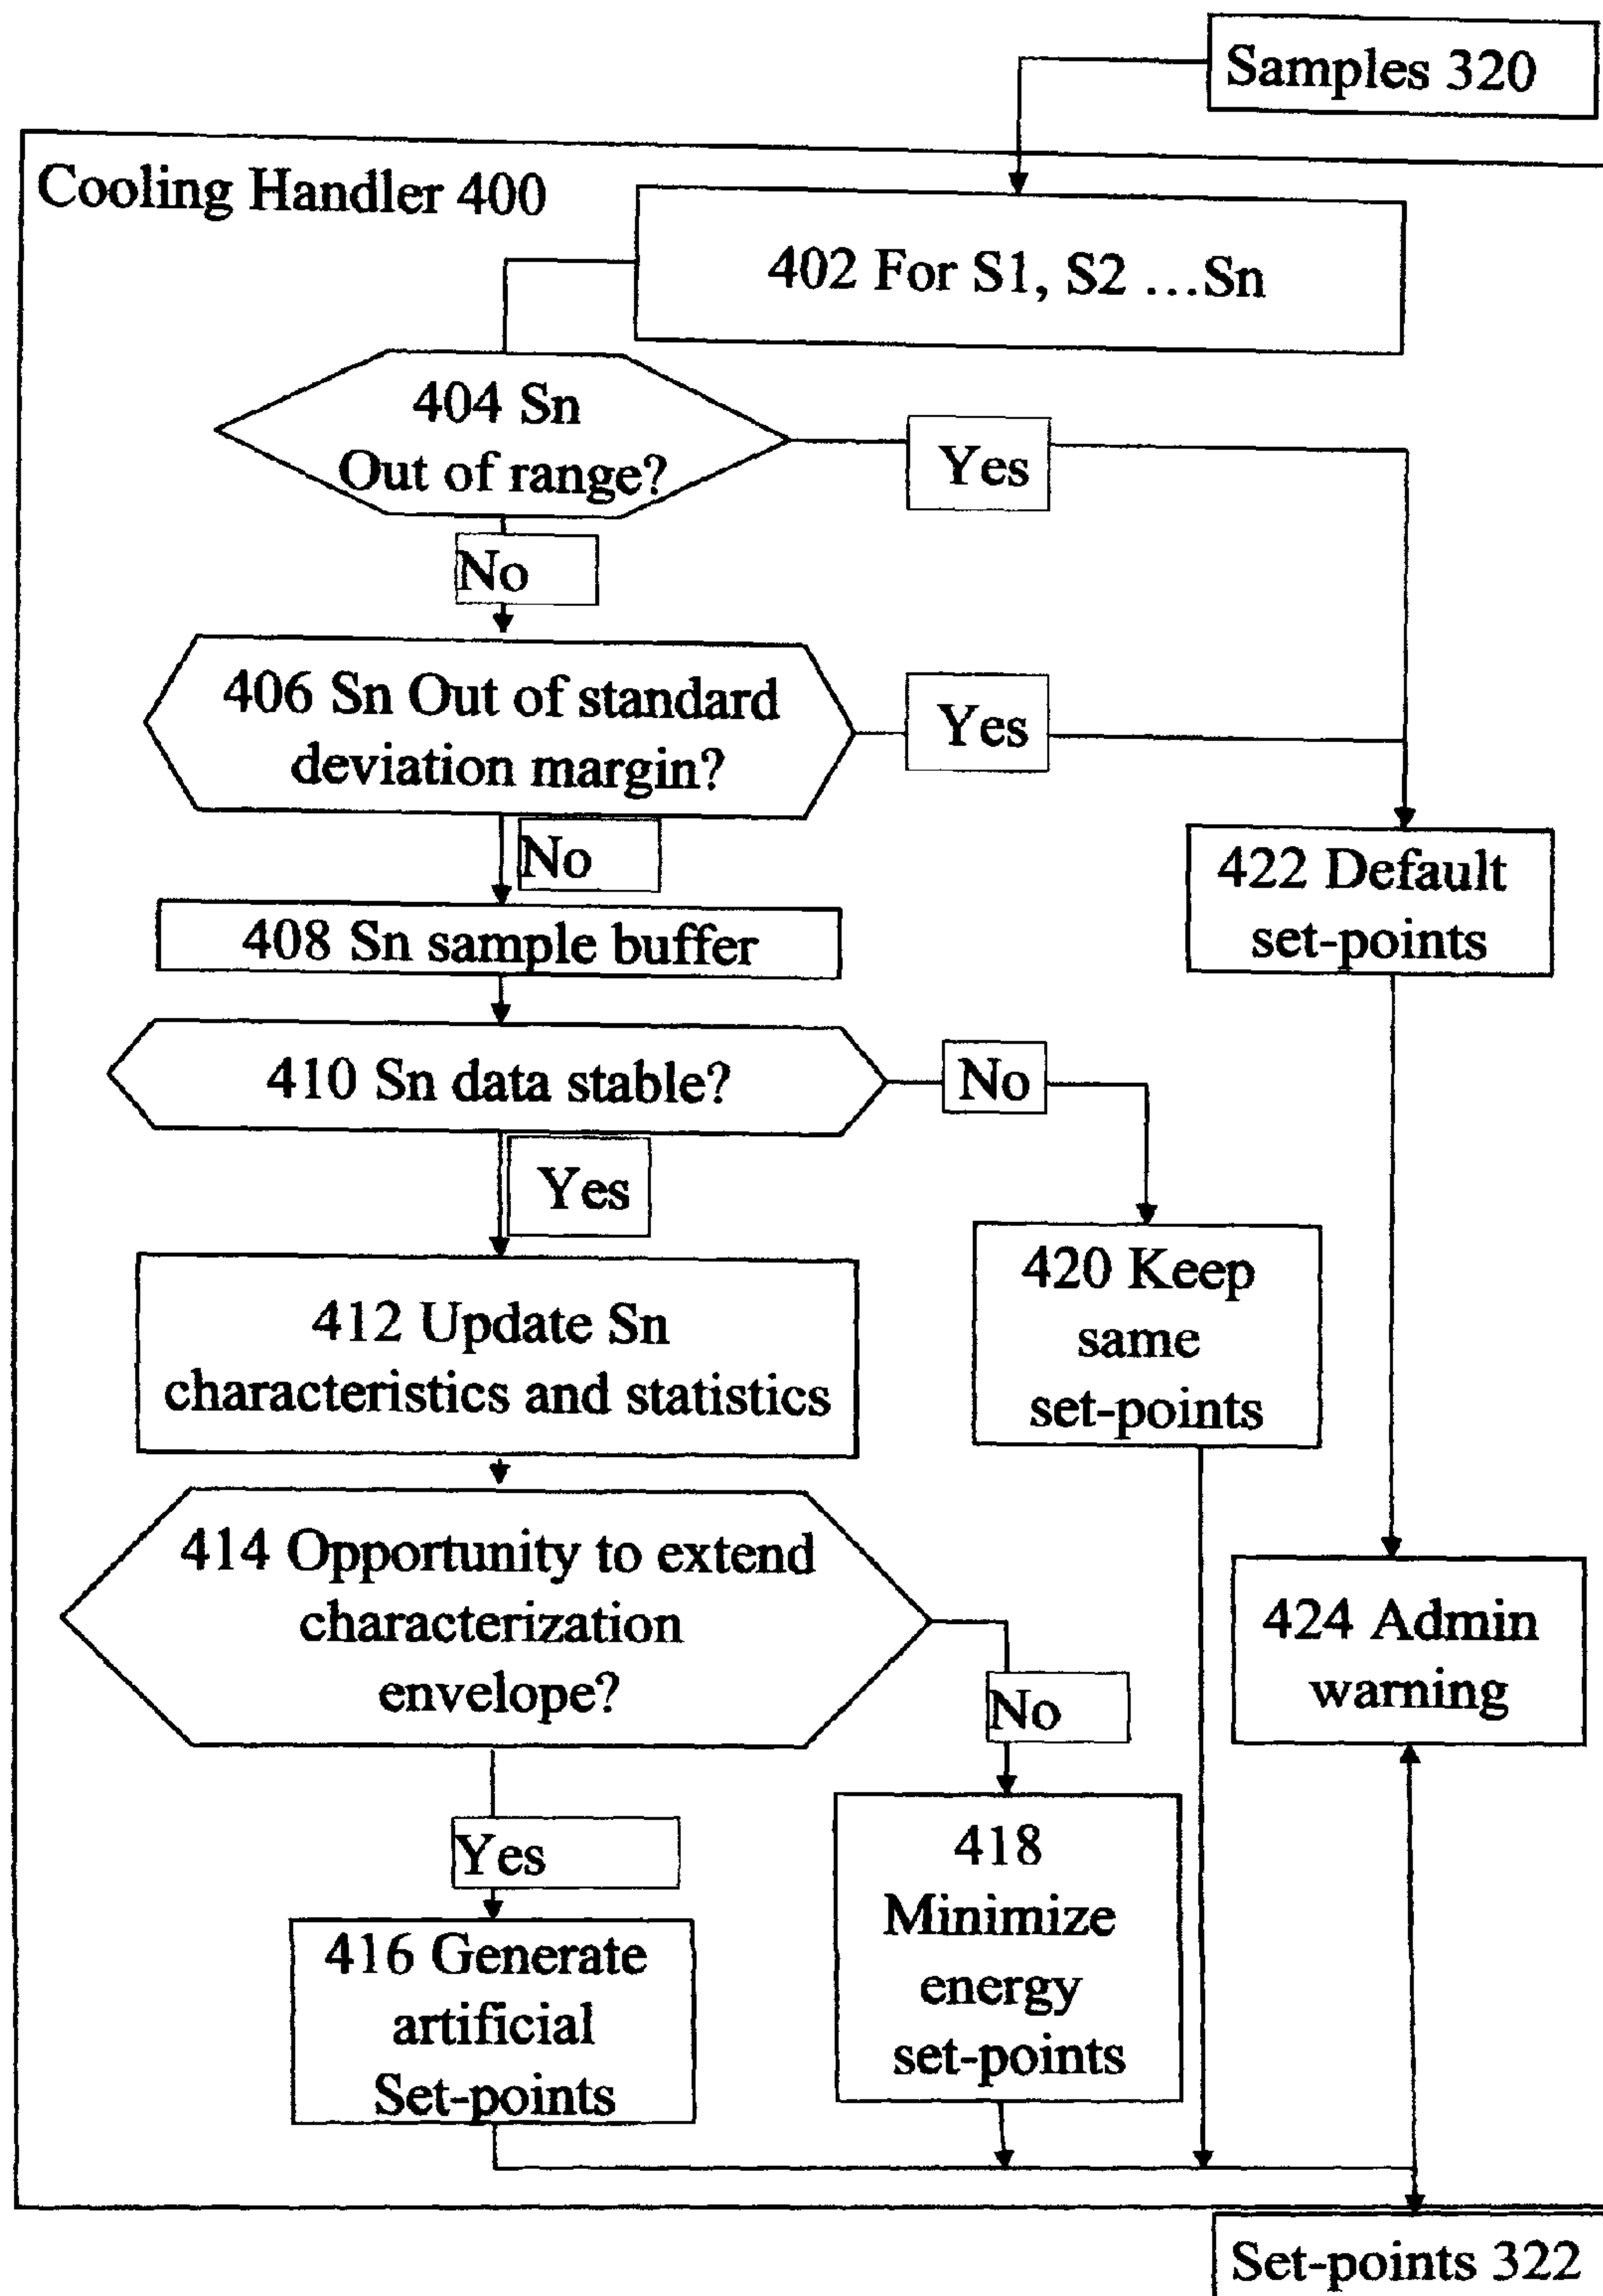 Samples 320
Cooling Handler 400
402 For S1, S2 ...Sn
404 Sn
Out of range?
Yes
No
406 Sn Out of standard
deviation margin?
Yes
No
422 Default
set-points
408 Sn sample buffer
410 Sn data stable?
No
Yes
420 Keep
same
set-points
412 Update Sn
characteristics and statistics
414 Opportunity to extend
characterization
envelope?
424 Admin
warning
No
Yes
418
Minimize
energy
set-points
416 Generate
artificial
Set-points
Set-points 322